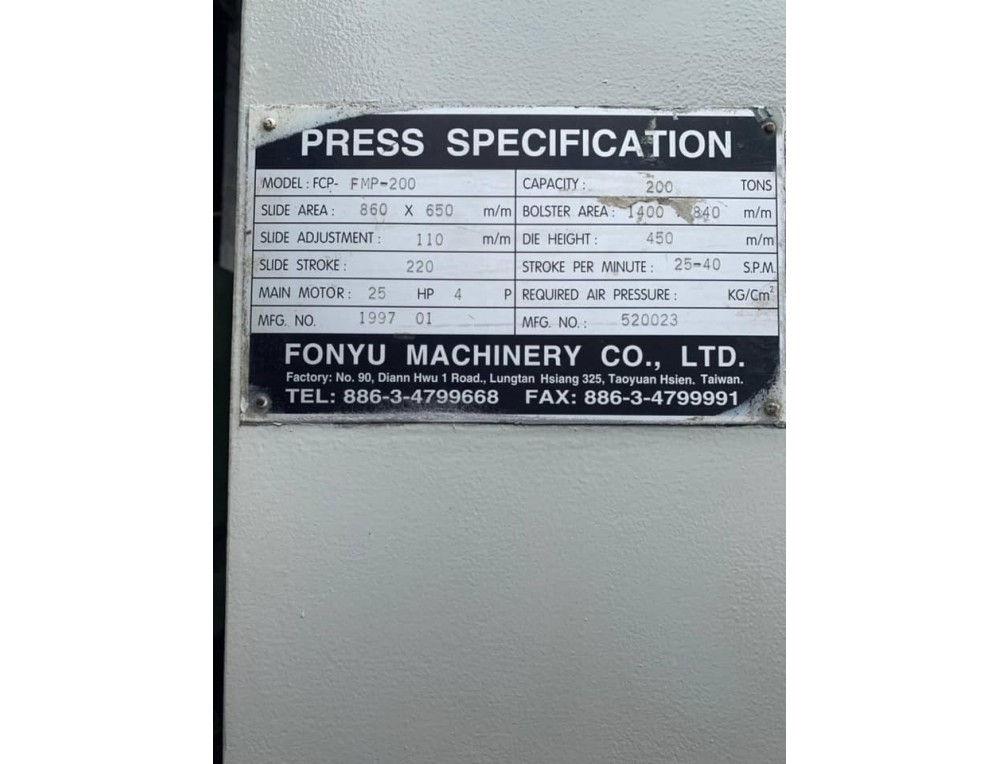 PRESS SPECIFICATION
MODEL: FCP- FMP-200 CAPACITY: 200 TONS
SLIDE AREA: 860 X 650 m/m BOLSTER AREA: 1400 840 m/m
SLIDE ADJUSTMENT: 110 m/m DIE HEIGHT: 450 m/m
SLIDE STROKE: 220 STROKE PER MINUTE: 25-40 S.P.M.
MAIN MOTOR: 25 HP 4 P REQUIRED AIR PRESSURE: KG/Cm²
MFG. NO. 1997 01 MFG. NO.: 520023
FONYU MACHINERY CO., LTD.
Factory: No. 90, Diann Hwu 1 Road., Lungtan Hsiang 325, Taoyuan Hsien. Taiwan.
TEL: 886-3-4799668 FAX: 886-3-4799991